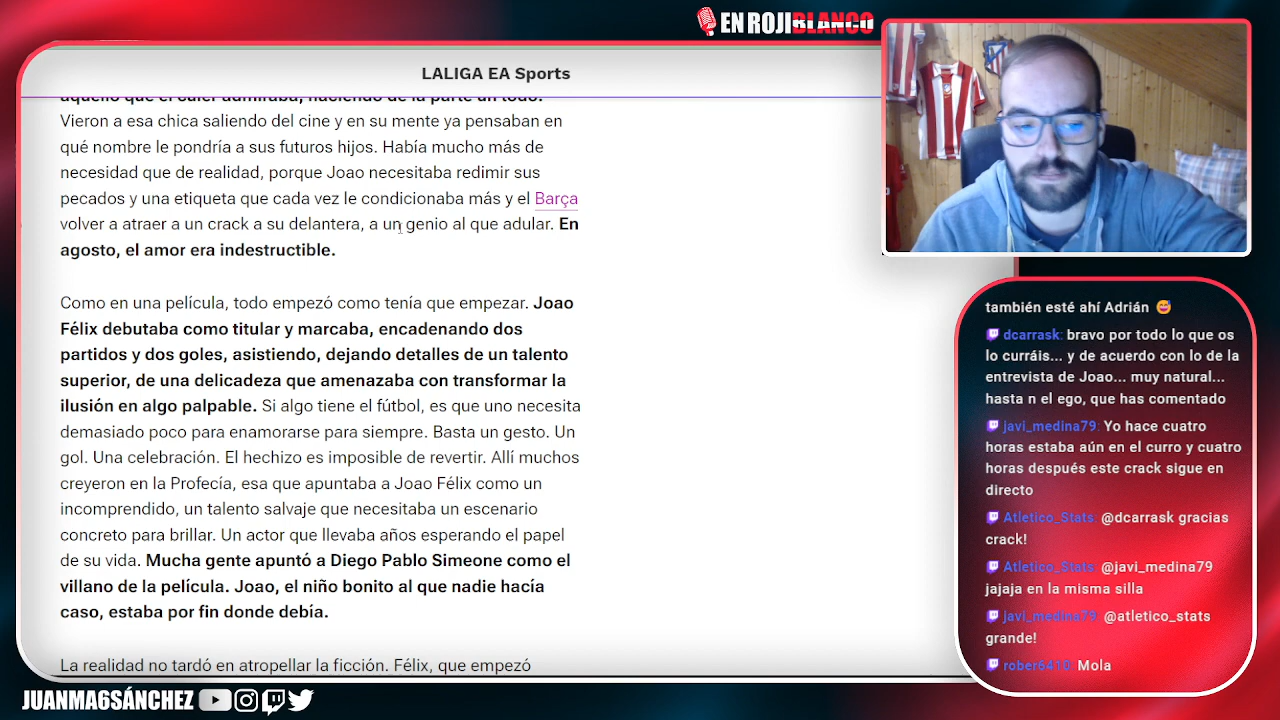 EN ROJIBLANCO
LALIGA EA Sports
aquello que él saler admiraba, haciendo de la parte un todo.
Vieron a esa chica saliendo del cine y en su mente ya pensaban en
qué nombre le pondría a sus futuros hijos. Había mucho más de
necesidad que de realidad, porque Joao necesitaba redimir sus
pecados y una etiqueta que cada vez le condicionaba más y el Barça
volver a atraer a un crack a su delantera, a un genio al que adular. En
agosto, el amor era indestructible.
Como en una película, todo empezó como tenía que empezar. Joao
Félix debutaba como titular y marcaba, encadenando dos
partidos y dos goles, asistiendo, dejando detalles de un talento
superior, de una delicadeza que amenazaba con transformar la
ilusión en algo palpable. Si algo tiene el fútbol, es que uno necesita
demasiado poco para enamorarse para siempre. Basta un gesto. Un
gol. Una celebración. El hechizo es imposible de revertir. Allí muchos
creyeron en la Profecía, esa que apuntaba a Joao Félix como un
incomprendido, un talento salvaje que necesitaba un escenario
concreto para brillar. Un actor que llevaba años esperando el papel
de su vida. Mucha gente apuntó a Diego Pablo Simeone como el
villano de la película. Joao, el niño bonito al que nadie hacía
caso, estaba por fin donde debía.
La realidad no tardó en atropellar la ficción. Félix, que empezó
también esté ahí Adrián 😅
dcarrask: bravo por todo lo que os
lo curráis... y de acuerdo con lo de la
entrevista de Joao... muy natural...
hasta n el ego, que has comentado
javi_medina79: Yo hace cuatro
horas estaba aún en el curro y cuatro
horas después este crack sigue en
directo
Atletico_Stats: @dcarrask gracias
crack!
Atletico_Stats: @javi_medina79
jajaja en la misma silla
javi_medina79: @atletico_stats
grande!
rober6410: Mola
JUANMA6SÁNCHEZ